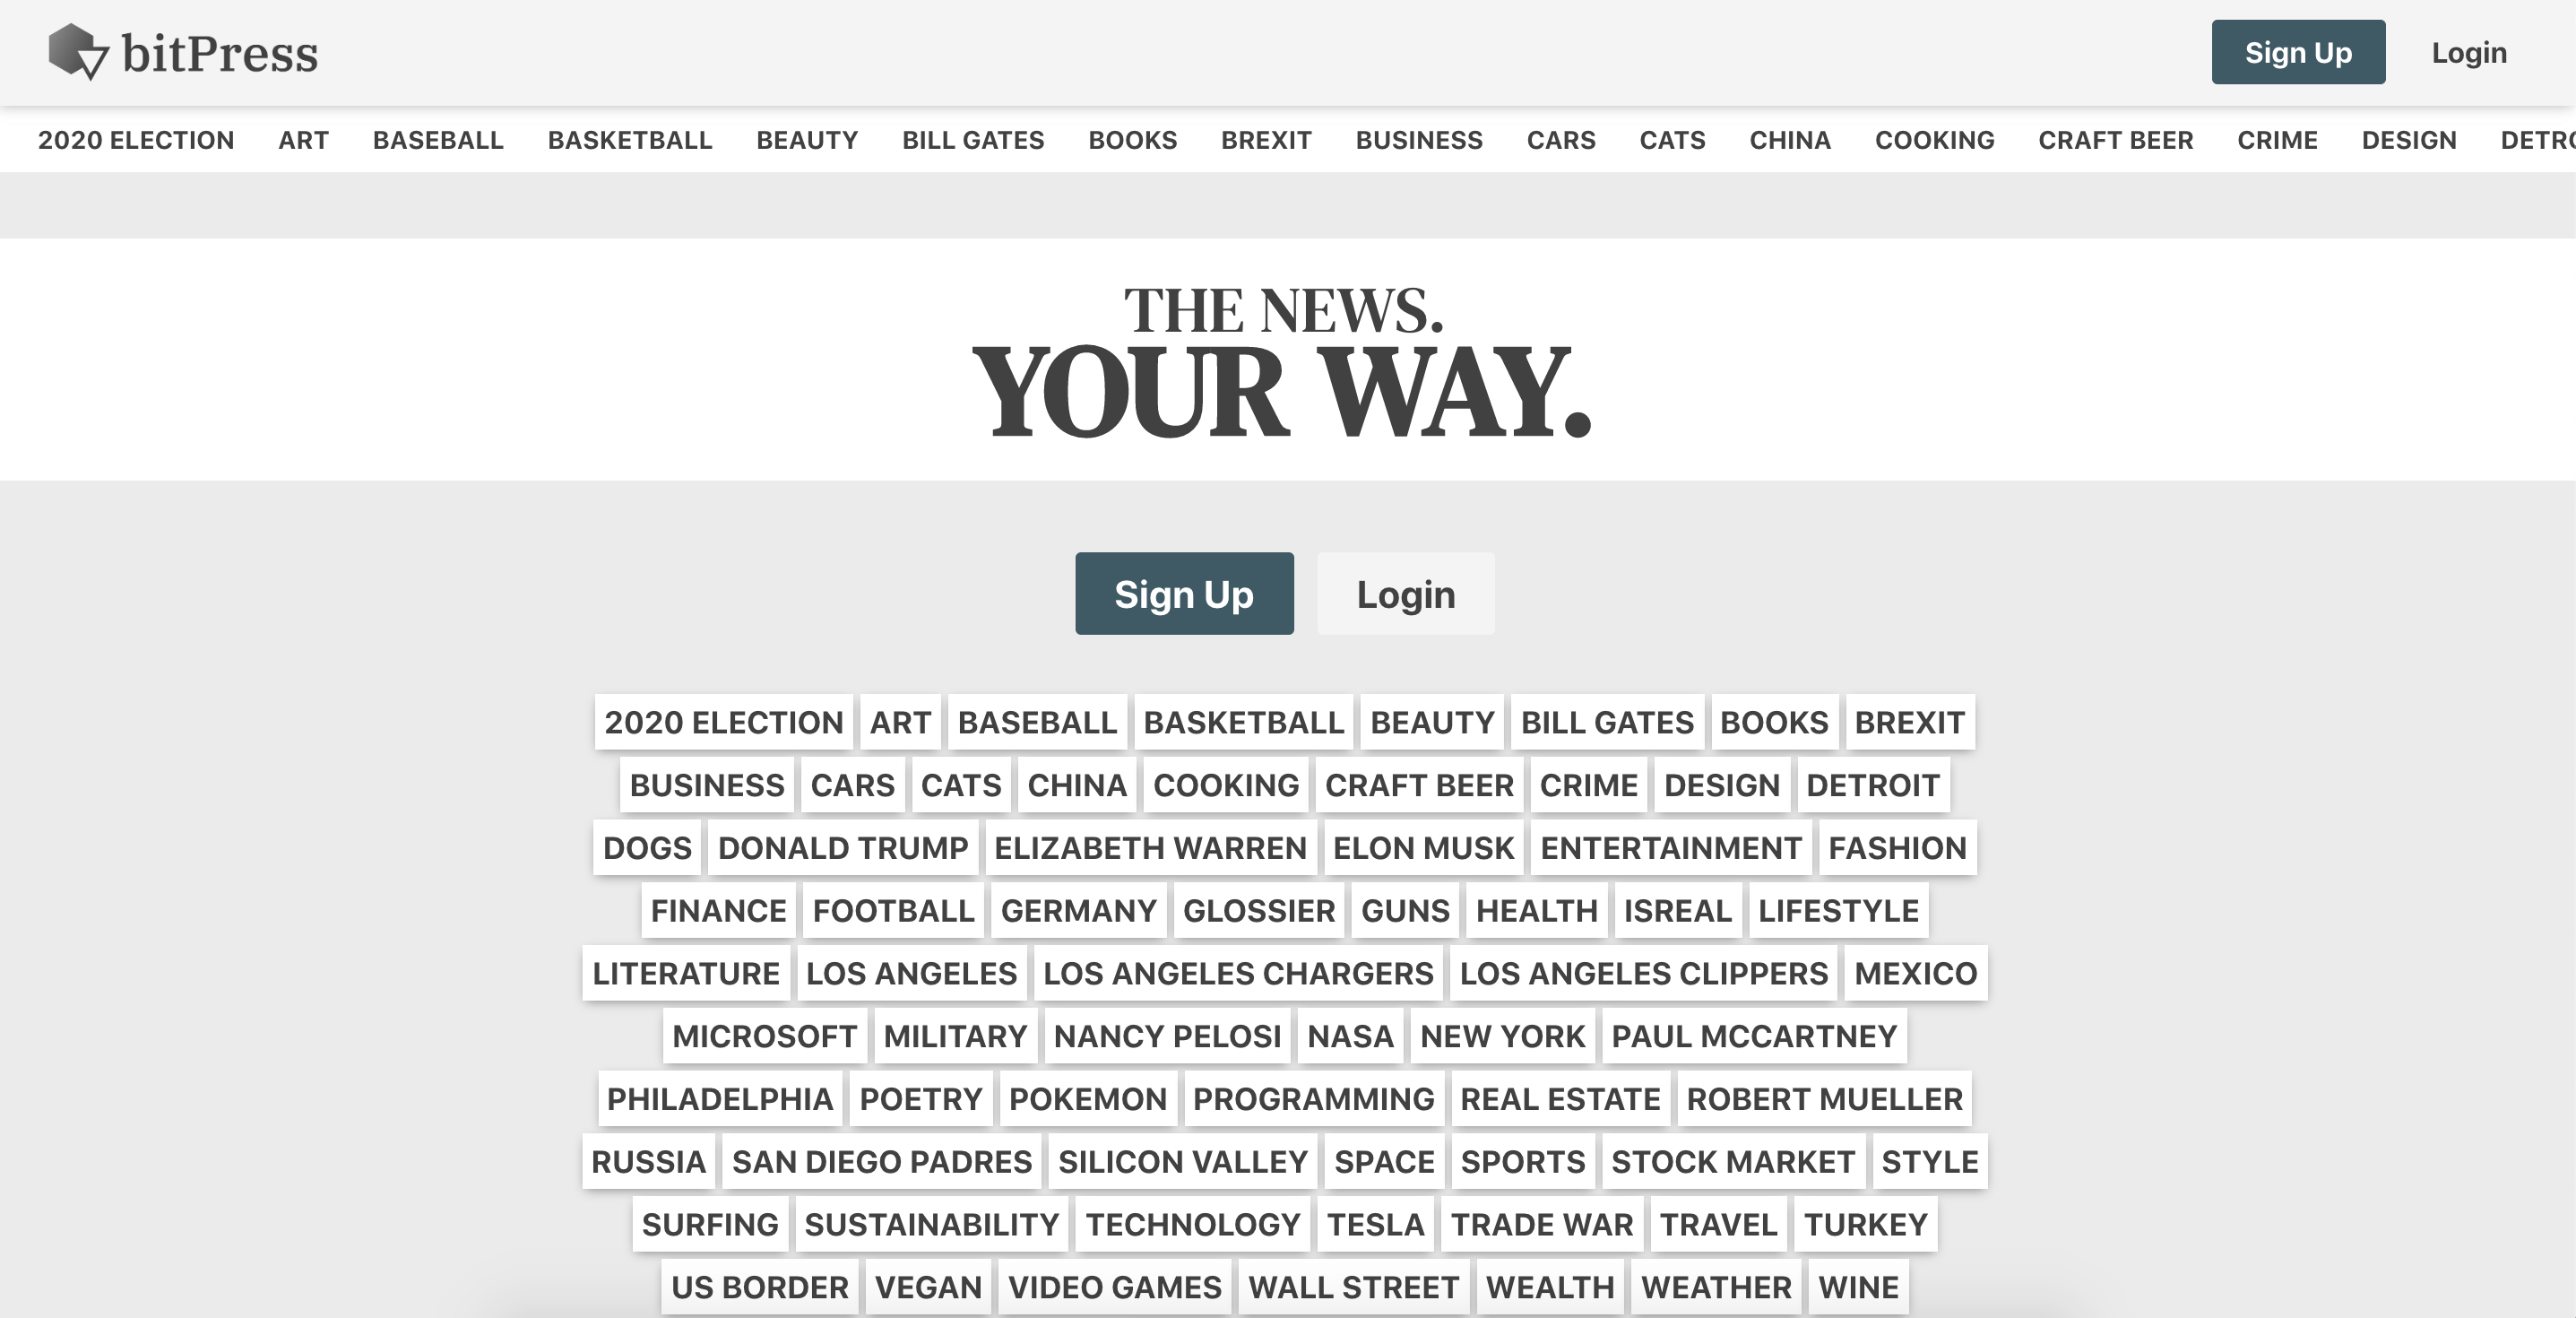 bitPress
Sign Up Login
2020 ELECTION ART BASEBALL BASKETBALL BEAUTY BILL GATES BOOKS BREXIT BUSINESS CARS CATS CHINA COOKING CRAFT BEER CRIME DESIGN
THE NEWS.
YOUR WAY.
Sign Up Login
2020 ELECTION ART BASEBALL BASKETBALL BEAUTY BILL GATES BOOKS BREXIT
BUSINESS CARS CATS CHINA COOKING CRAFT BEER CRIME DESIGN DETROIT
DOGS DONALD TRUMP ELIZABETH WARREN ELON MUSK ENTERTAINMENT FASHION
FINANCE FOOTBALL GERMANY GLOSSIER GUNS HEALTH ISREAL LIFESTYLE
LITERATURE LOS ANGELES LOS ANGELES CHARGERS LOS ANGELES CLIPPERS MEXICO
MICROSOFT MILITARY NANCY PELOSI NASA NEW YORK PAUL MCCARTNEY
PHILADELPHIA POETRY POKEMON PROGRAMMING REAL ESTATE ROBERT MUELLER
RUSSIA SAN DIEGO PADRES SILICON VALLEY SPACE SPORTS STOCK MARKET STYLE
SURFING SUSTAINABILITY TECHNOLOGY TESLA TRADE WAR TRAVEL TURKEY
US BORDER VEGAN VIDEO GAMES WALL STREET WEALTH WEATHER WINE